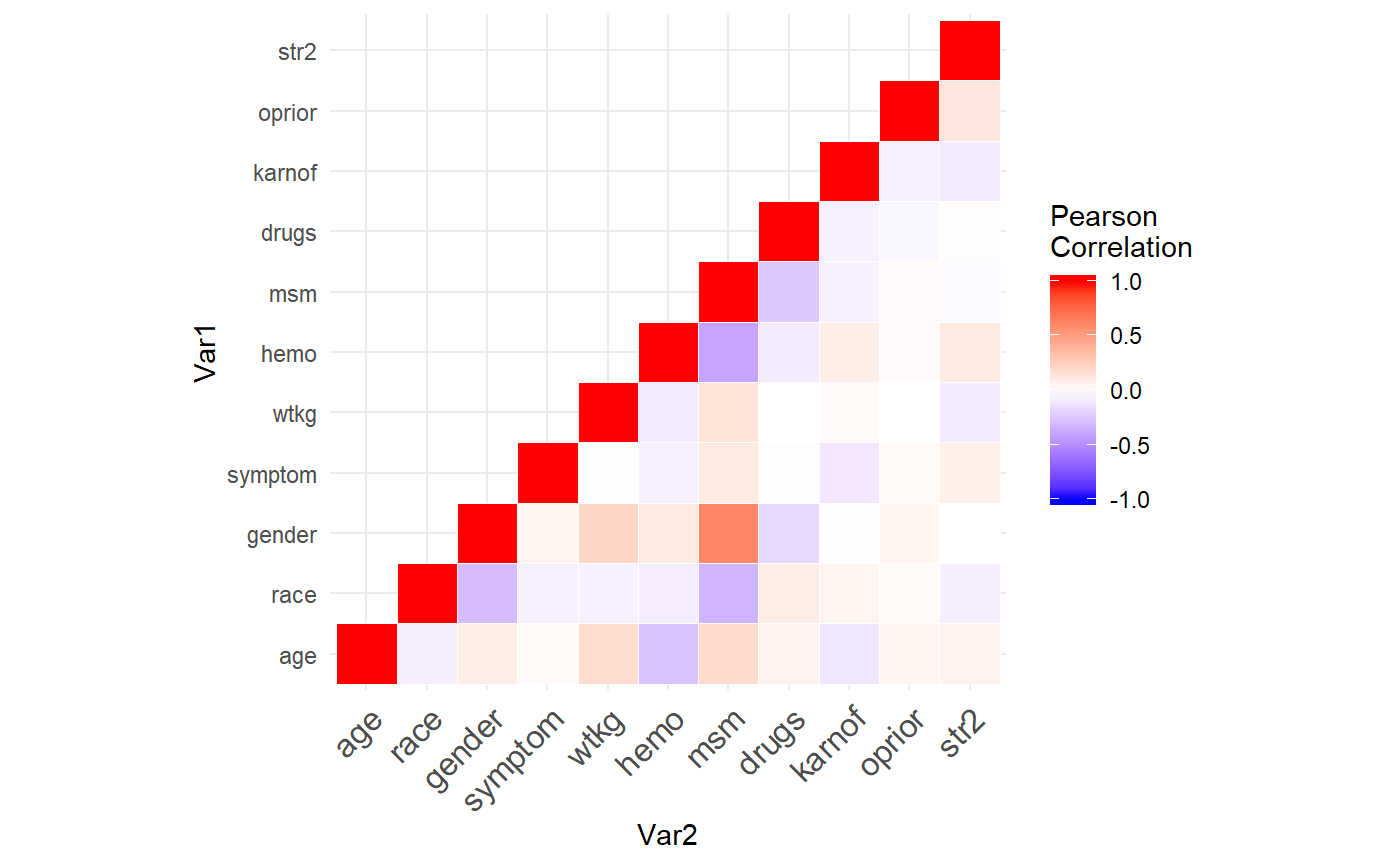 str2
oprior
karnof
drugs
msm
hemo
wtkg
symptom
gender
race
age
Var1
age
race
gender
symptom
wtkg
hemo
msm
drugs
karnof
oprior
str2
Var2
Pearson
Correlation
1.0
0.5
0.0
-0.5
-1.0